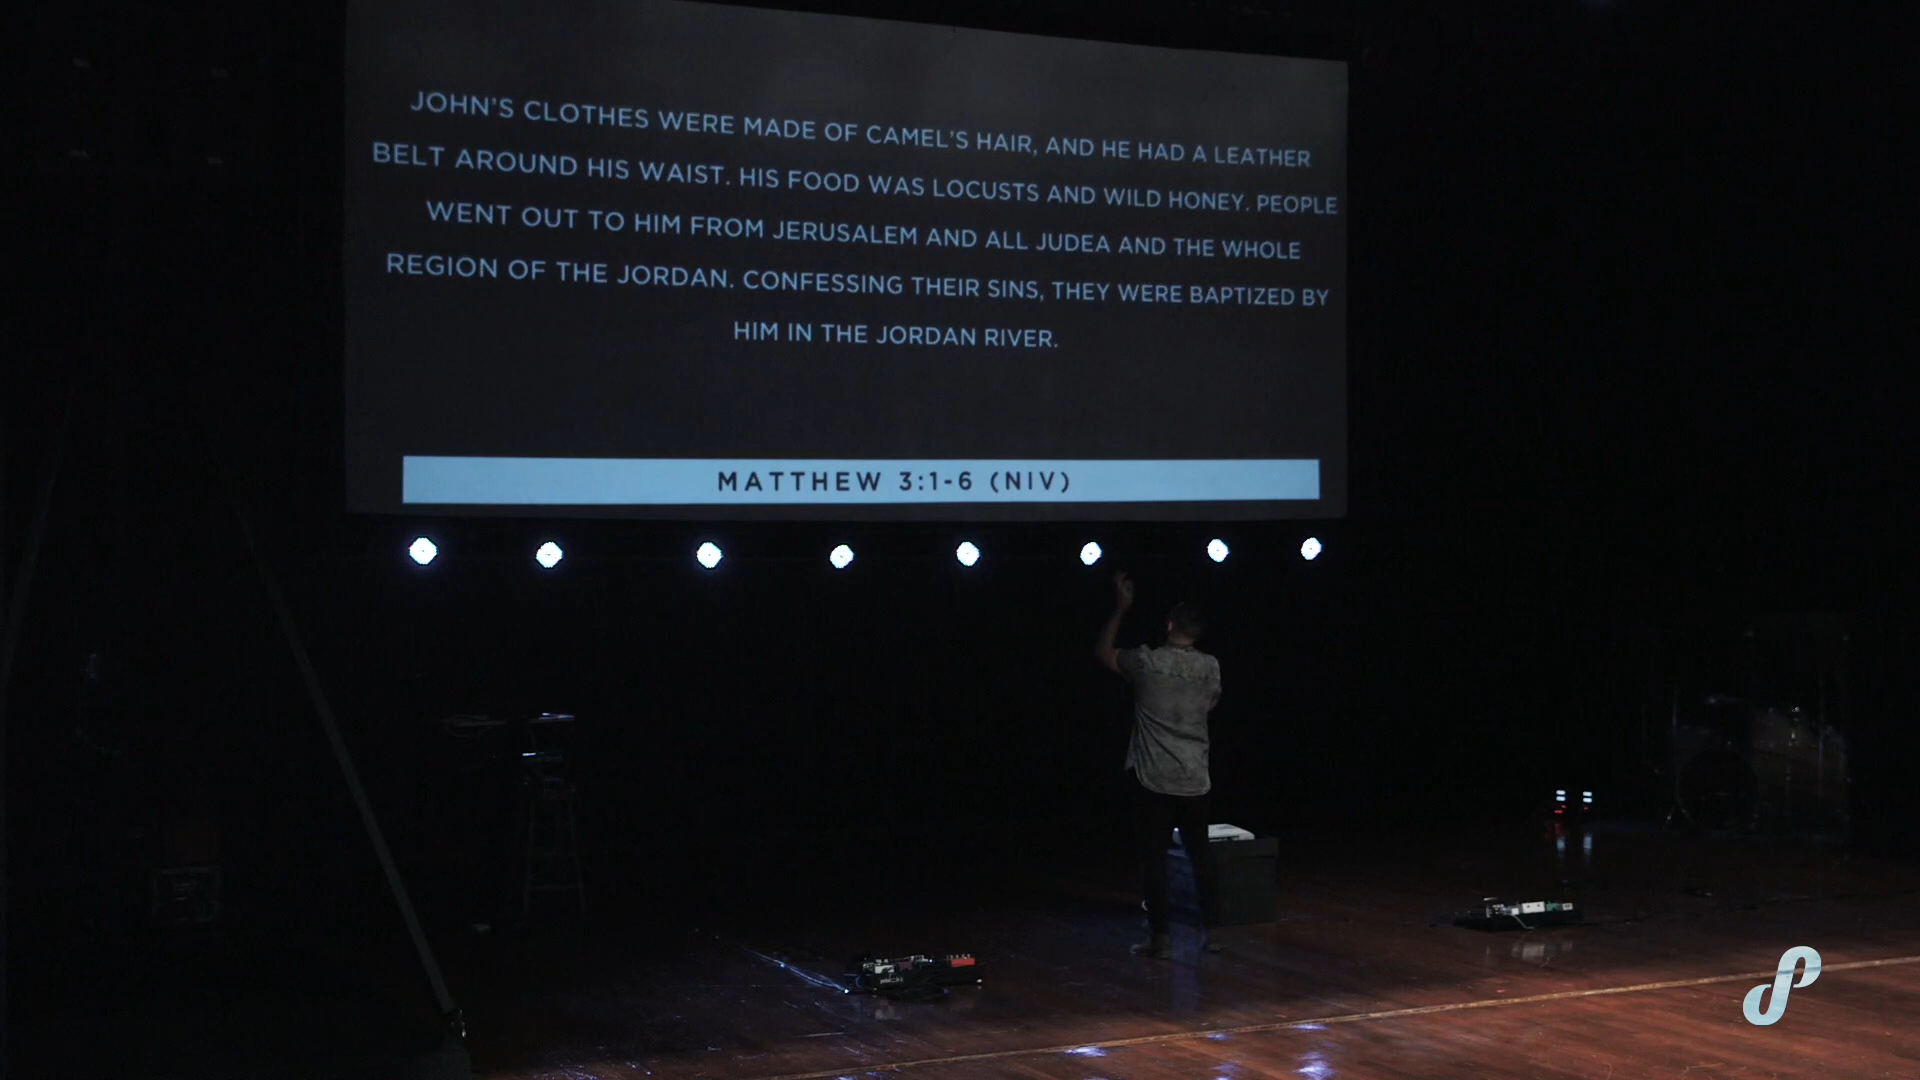 JOHN'S CLOTHES WERE MADE OF CAMEL'S HAIR, AND HE HAD A LEATHER
BELT AROUND HIS WAIST. HIS FOOD WAS LOCUSTS AND WILD HONEY. PEOPLE
WENT OUT TO HIM FROM JERUSALEM AND ALL JUDEA AND THE WHOLE
REGION OF THE JORDAN. CONFESSING THEIR SINS, THEY WERE BAPTIZED BY
HIM IN THE JORDAN RIVER.
MATTHEW 3:1-6 (NIV)